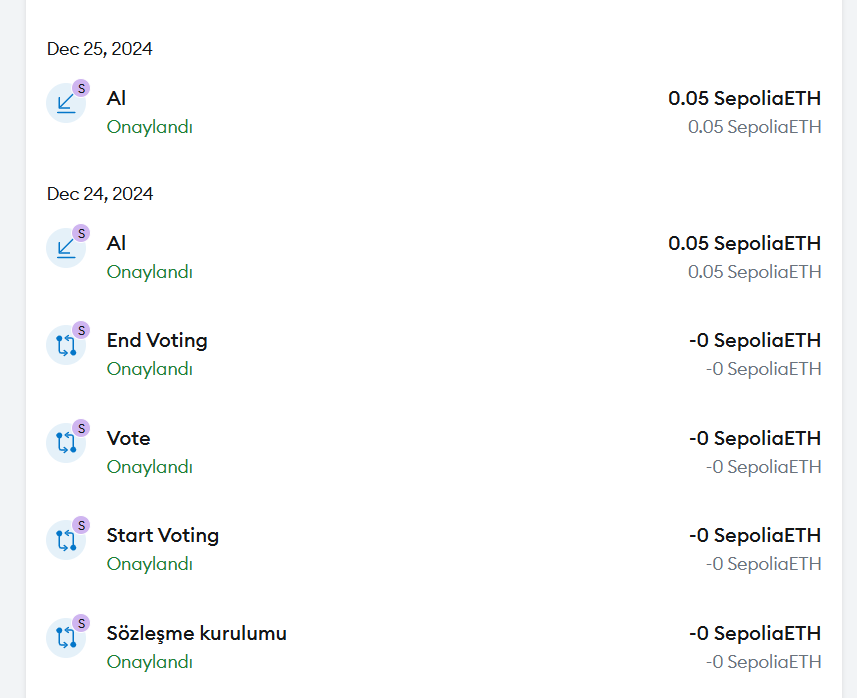 Dec 25, 2024
S
Al
0.05 SepoliaETH
Onaylandı
0.05 SepoliaETH
Dec 24, 2024
S
Al
0.05 SepoliaETH
Onaylandı
0.05 SepoliaETH
S
End Voting
-0 SepoliaETH
Onaylandı
-0 SepoliaETH
S
Vote
-0 SepoliaETH
Onaylandı
-0 SepoliaETH
S
Start Voting
-0 SepoliaETH
Onaylandı
-0 SepoliaETH
S
Sözleşme kurulumu
-0 SepoliaETH
Onaylandı
-0 SepoliaETH